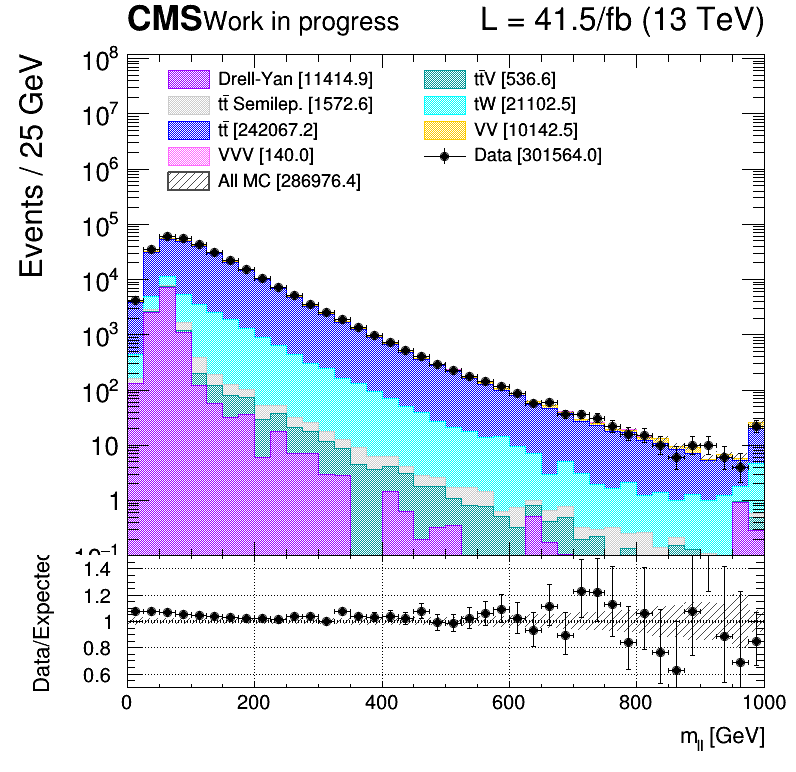 CMS Work in progress L = 41.5/fb (13 TeV)
Events / 25 GeV
10⁸
10⁷
10⁶
10⁵
10⁴
10³
10²
10
1
10⁻¹
Drell-Yan [11414.9]
tt̄ Semilep. [1572.6]
tt̄ [242067.2]
VVV [140.0]
All MC [286976.4]
tt̄V [536.6]
tW [21102.5]
VV [10142.5]
Data [301564.0]
Data/Expected
1.4
1.2
1
0.8
0.6
0 200 400 600 800 1000
m_ll [GeV]